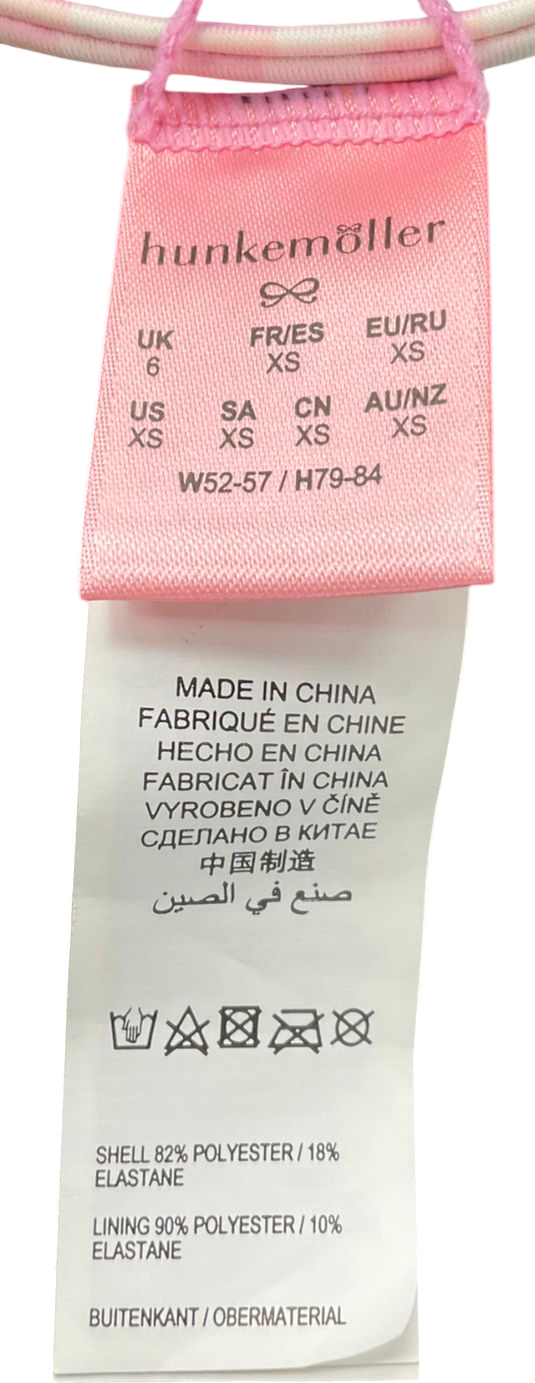 hunkemöller
UK FR/ES EU/RU
6 XS XS
US SA CN AU/NZ
XS XS XS XS
W52-57 / H79-84
MADE IN CHINA
FABRIQUÉ EN CHINE
HECHO EN CHINA
FABRICAT ÎN CHINA
VYROBENO V ČÍNĚ
СДЕЛАНО В КИТАЕ
中国制造
صنع في الصين
SHELL 82% POLYESTER / 18%
ELASTANE
LINING 90% POLYESTER / 10%
ELASTANE
BUITENKANT / OBERMATERIAL